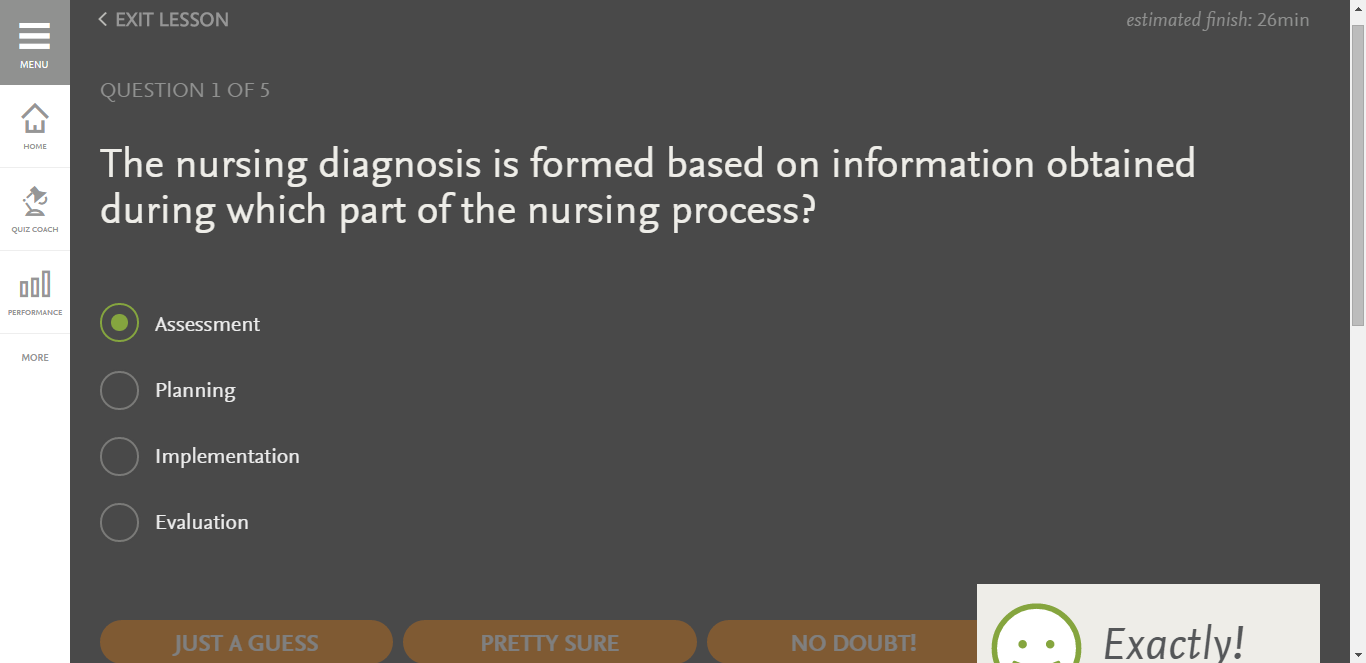 MENU
HOME
QUIZ COACH
PERFORMANCE
MORE
EXIT LESSON
estimated finish: 26min
QUESTION 1 OF 5
The nursing diagnosis is formed based on information obtained
during which part of the nursing process?
Assessment
Planning
Implementation
Evaluation
JUST A GUESS
PRETTY SURE
NO DOUBT!
Exactly!